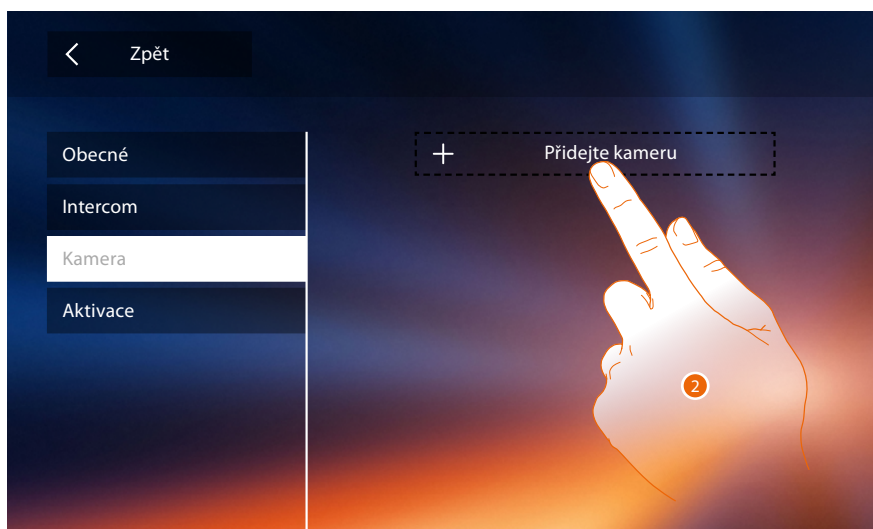 Zpět
Obecné
Intercom
Kamera
Aktivace
Přidejte kameru
2